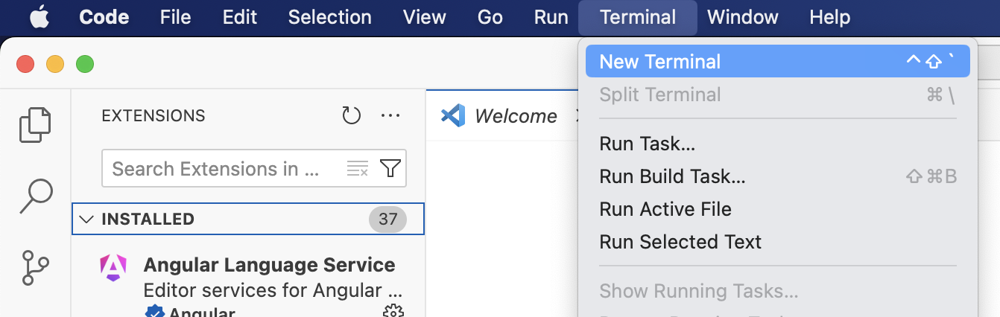 Code File Edit Selection View Go Run Terminal Window Help
New Terminal ^⇧`
Split Terminal ⌘\
EXTENSIONS
Welcome
Run Task...
Search Extensions in ...
Run Build Task... ⇧⌘B
Run Active File
INSTALLED 37
Run Selected Text
Angular Language Service
Editor services for Angular ...
Show Running Tasks...
Angular